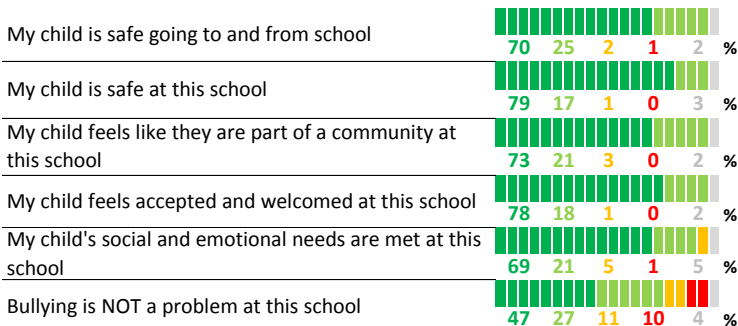 My child is safe going to and from school
70 25 2 1 2 %
My child is safe at this school
79 17 1 0 3 %
My child feels like they are part of a community at
this school
73 21 3 0 2 %
My child feels accepted and welcomed at this school
78 18 1 0 2 %
My child's social and emotional needs are met at this
school
69 21 5 1 5 %
Bullying is NOT a problem at this school
47 27 11 10 4 %